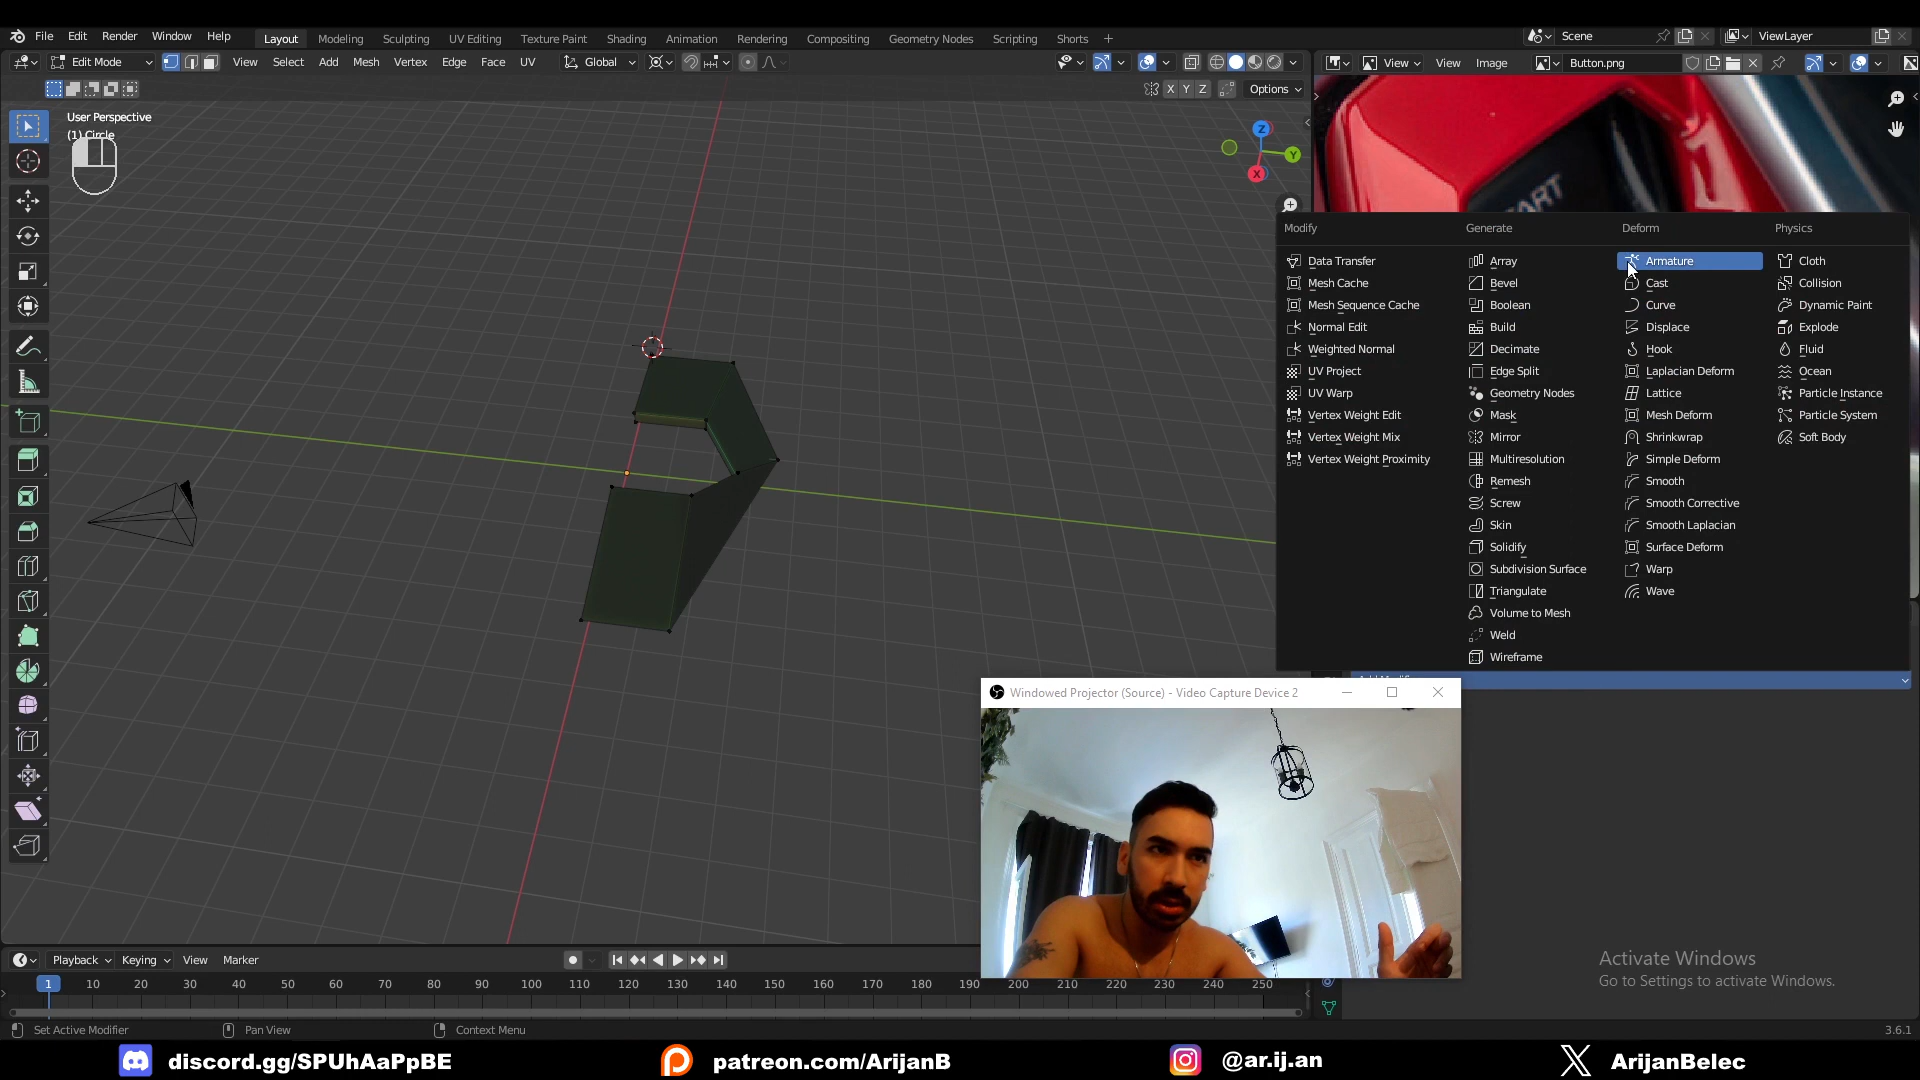 File Edit Render Window Help
Layout Modeling Sculpting UV Editing Texture Paint Shading Animation Rendering Compositing Geometry Nodes Scripting Shorts +
Scene
ViewLayer
Edit Mode
View Select Add Mesh Vertex Edge Face UV
Global
View
View Image
Button.png
X Y Z
Options
User Perspective
(1) Circle
Z
Y
X
START
Modify
Data Transfer
Mesh Cache
Mesh Sequence Cache
Normal Edit
Weighted Normal
UV Project
UV Warp
Vertex Weight Edit
Vertex Weight Mix
Vertex Weight Proximity
Generate
Array
Bevel
Boolean
Build
Decimate
Edge Split
Geometry Nodes
Mask
Mirror
Multiresolution
Remesh
Screw
Skin
Solidify
Subdivision Surface
Triangulate
Volume to Mesh
Weld
Wireframe
Deform
Armature
Cast
Curve
Displace
Hook
Laplacian Deform
Lattice
Mesh Deform
Shrinkwrap
Simple Deform
Smooth
Smooth Corrective
Smooth Laplacian
Surface Deform
Warp
Wave
Physics
Cloth
Collision
Dynamic Paint
Explode
Fluid
Ocean
Particle Instance
Particle System
Soft Body
Windowed Projector (Source) - Video Capture Device 2
Activate Windows
Go to Settings to activate Windows.
Playback Keying View Marker
1 10 20 30 40 50 60 70 80 90 100 110 120 130 140 150 160 170 180 190 200 210 220 230 240 250
Set Active Modifier
Pan View
Context Menu
3.6.1
discord.gg/SPUhAaPpBE
patreon.com/ArijanB
@ar.ij.an
ArijanBelec